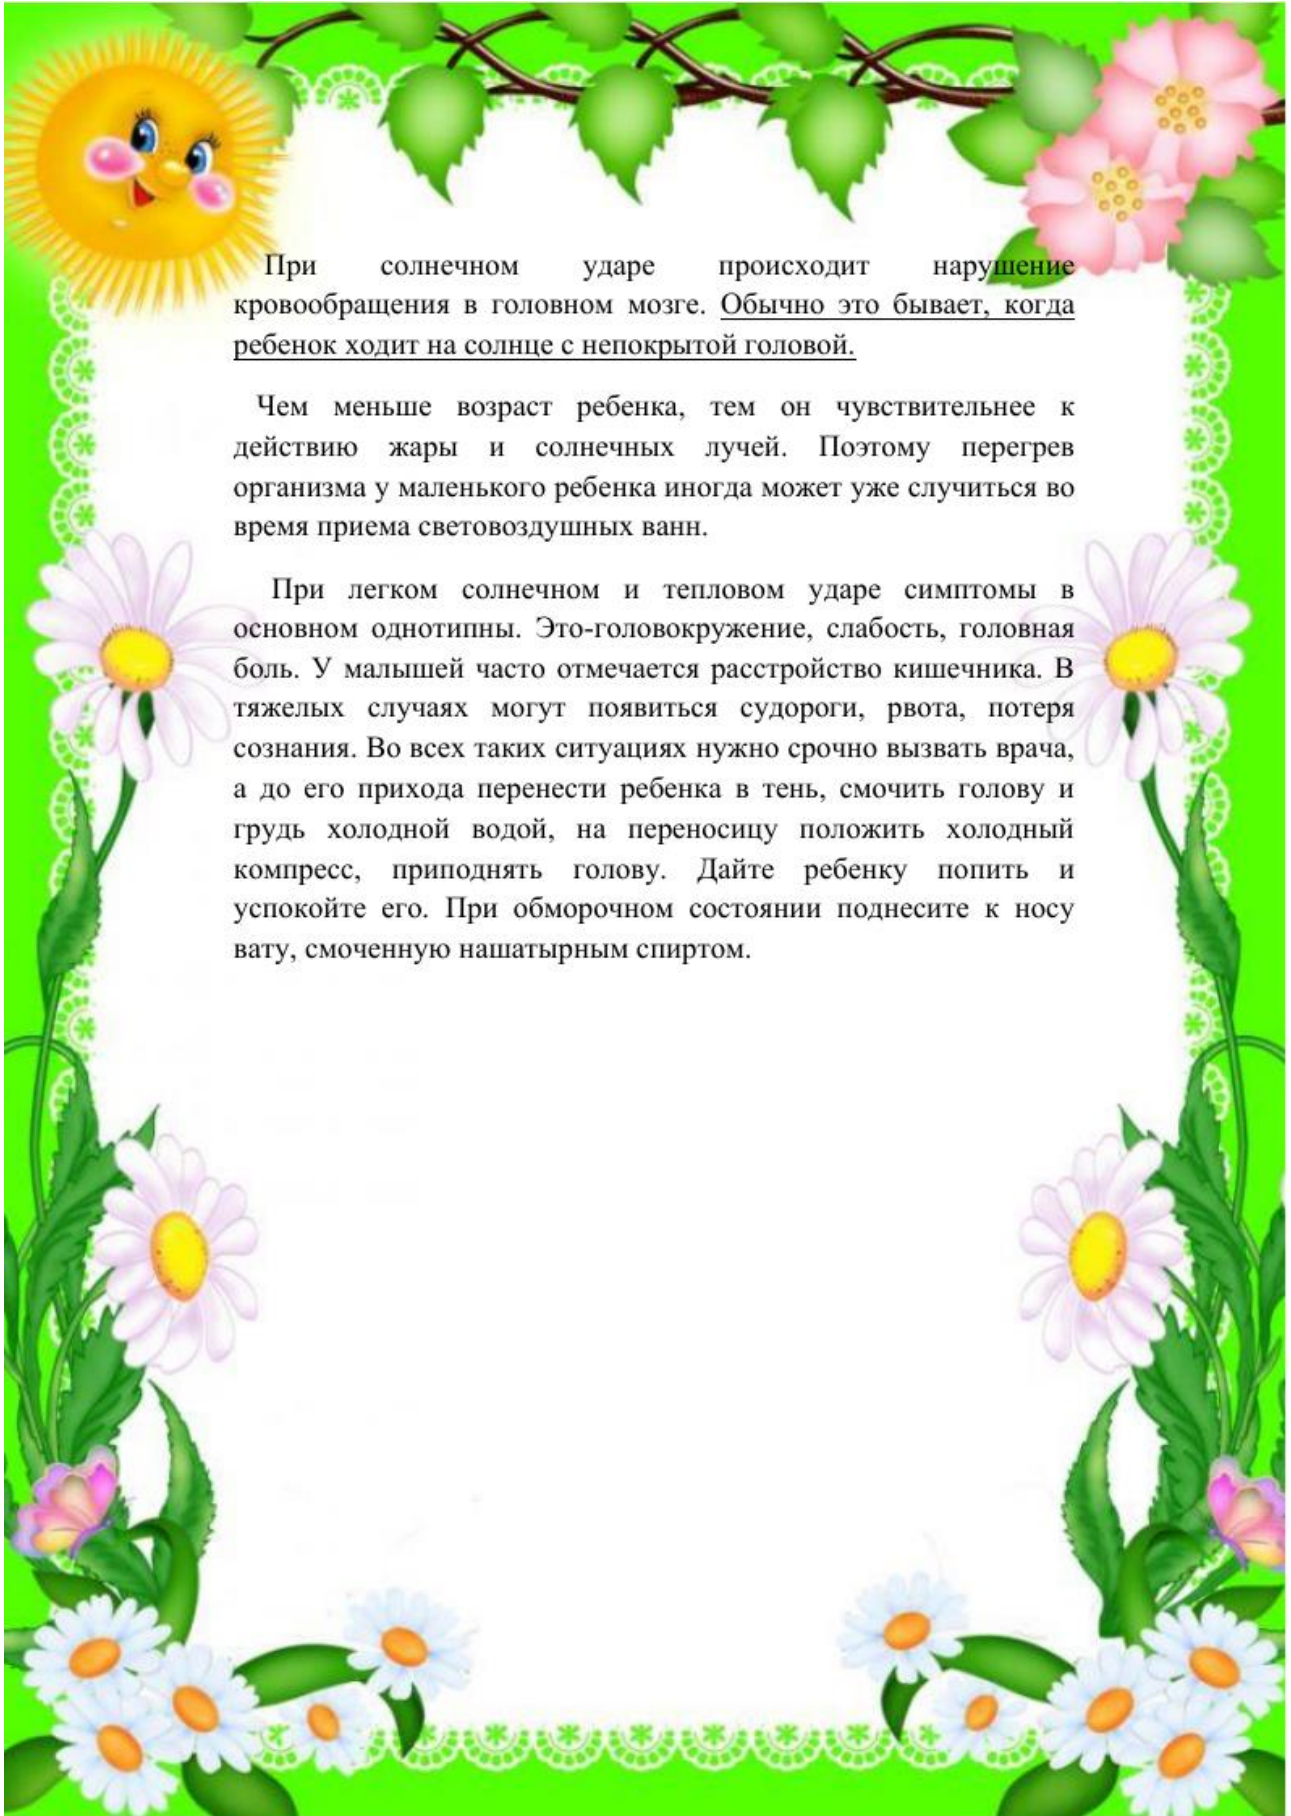 При солнечном ударе происходит нарушение
кровообращения в головном мозге. Обычно это бывает, когда
ребенок ходит на солнце с непокрытой головой.
Чем меньше возраст ребенка, тем он чувствительнее к
действию жары и солнечных лучей. Поэтому перегрев
организма у маленького ребенка иногда может уже случиться во
время приема световоздушных ванн.
При легком солнечном и тепловом ударе симптомы в
основном однотипны. Это-головокружение, слабость, головная
боль. У малышей часто отмечается расстройство кишечника. В
тяжелых случаях могут появиться судороги, рвота, потеря
сознания. Во всех таких ситуациях нужно срочно вызвать врача,
а до его прихода перенести ребенка в тень, смочить голову и
грудь холодной водой, на переносицу положить холодный
компресс, приподнять голову. Дайте ребенку попить и
успокойте его. При обморочном состоянии поднесите к носу
вату, смоченную нашатырным спиртом.